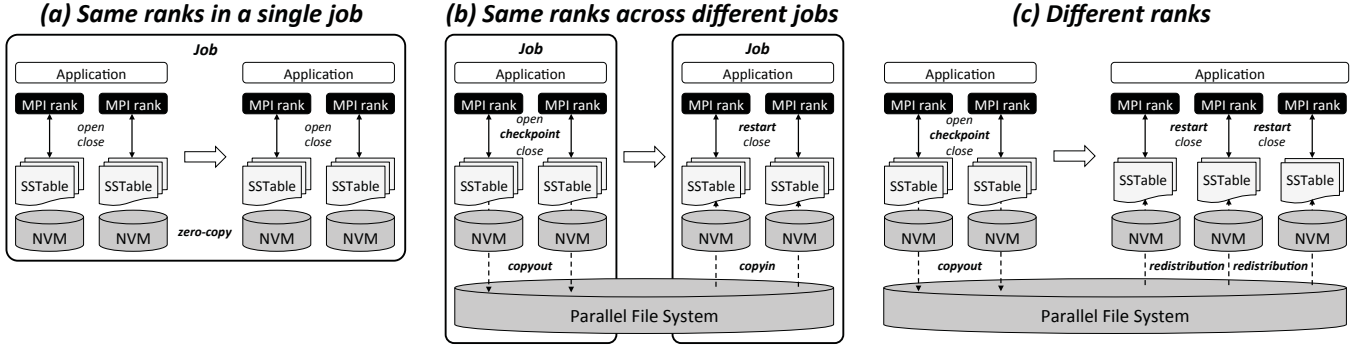 (a) Same ranks in a single job
Job
Application
Application
MPI rank
MPI rank
MPI rank
MPI rank
open
close
open
close
SSTable
SSTable
SSTable
SSTable
NVM
NVM
zero-copy
NVM
NVM
(b) Same ranks across different jobs
Job
Job
Application
Application
MPI rank
MPI rank
MPI rank
MPI rank
open
checkpoint
close
restart
close
SSTable
SSTable
SSTable
SSTable
NVM
NVM
NVM
NVM
copyout
copyin
Parallel File System
(c) Different ranks
Application
Application
MPI rank
MPI rank
MPI rank
MPI rank
MPI rank
open
checkpoint
close
restart
close
restart
close
SSTable
SSTable
SSTable
SSTable
SSTable
NVM
NVM
NVM
NVM
NVM
copyout
redistribution
redistribution
Parallel File System